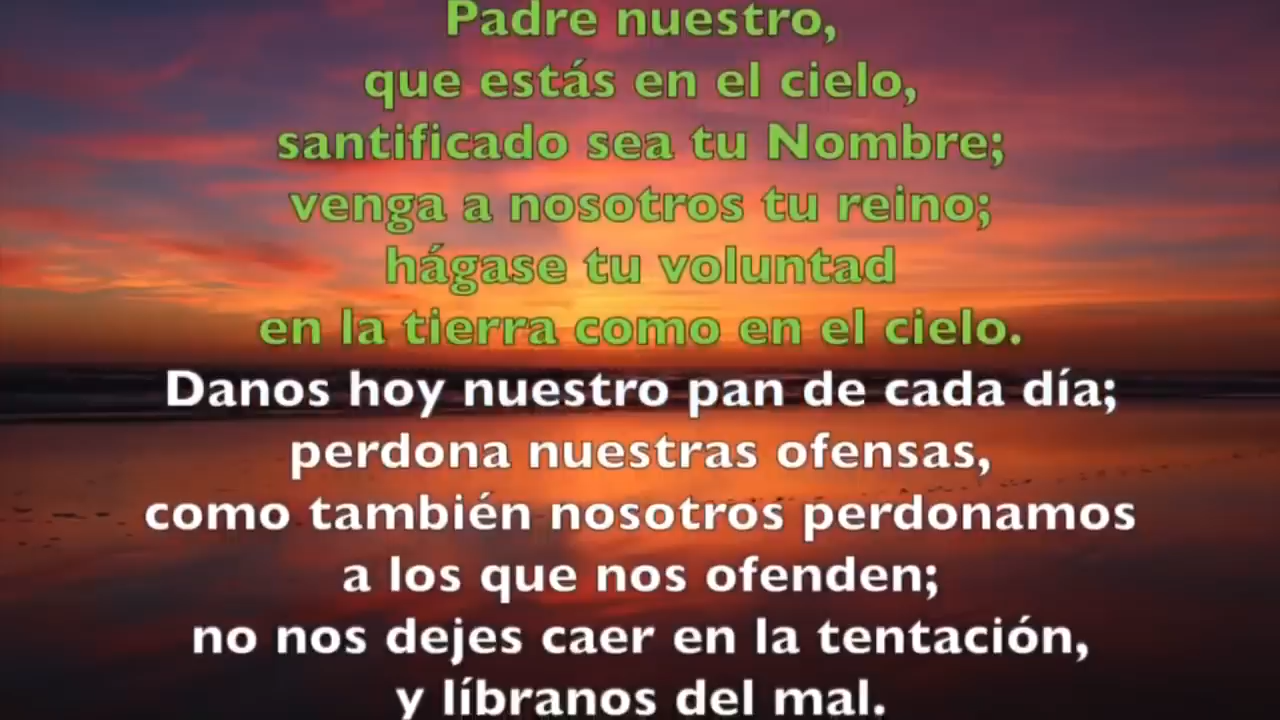 Padre nuestro,
que estás en el cielo,
santificado sea tu Nombre;
venga a nosotros tu reino;
hágase tu voluntad
en la tierra como en el cielo.
Danos hoy nuestro pan de cada día;
perdona nuestras ofensas,
como también nosotros perdonamos
a los que nos ofenden;
no nos dejes caer en la tentación,
y líbranos del mal.